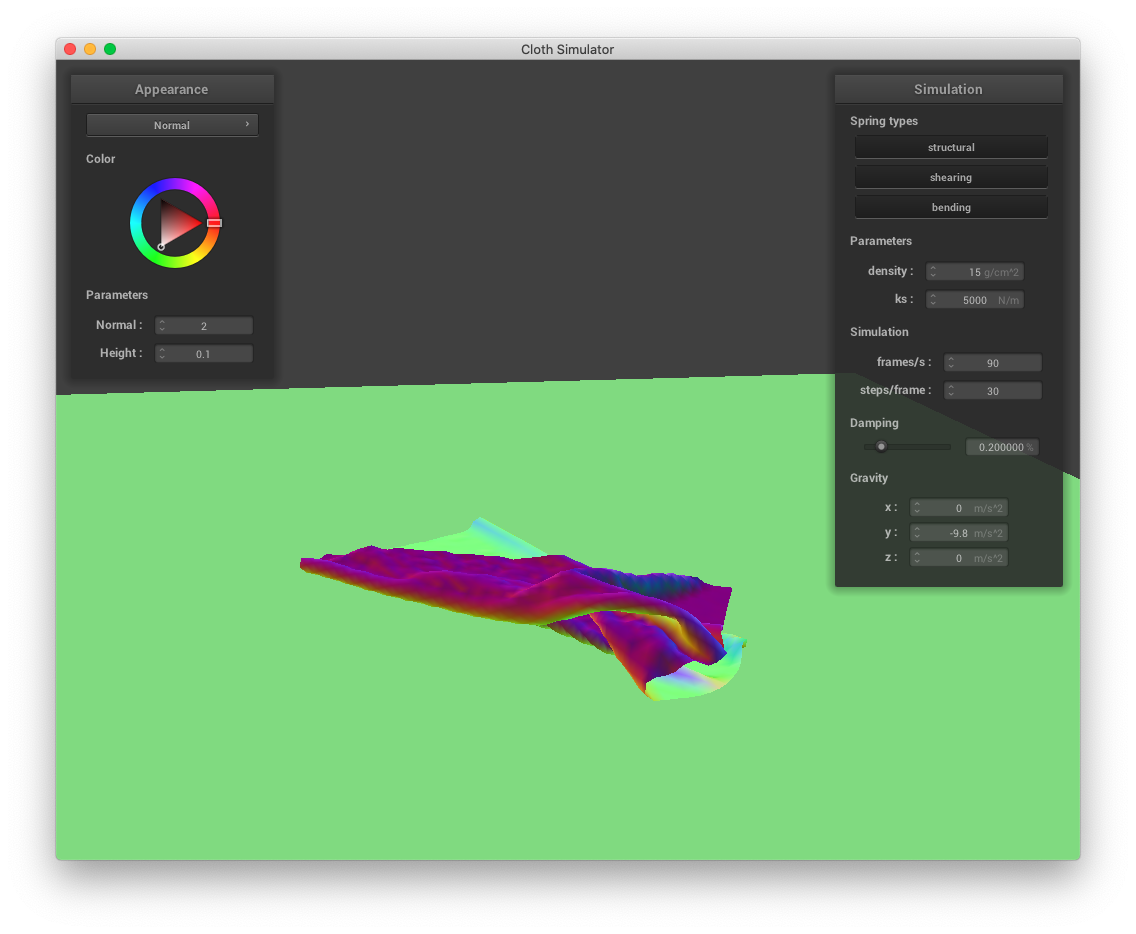 Cloth Simulator
Appearance
Normal
Color
Parameters
Normal : 2
Height : 0.1
Simulation
Spring types
structural
shearing
bending
Parameters
density : 15 g/cm^2
ks : 5000 N/m
Simulation
frames/s : 90
steps/frame : 30
Damping
0.200000 %
Gravity
x : 0 m/s^2
y : -9.8 m/s^2
z : 0 m/s^2